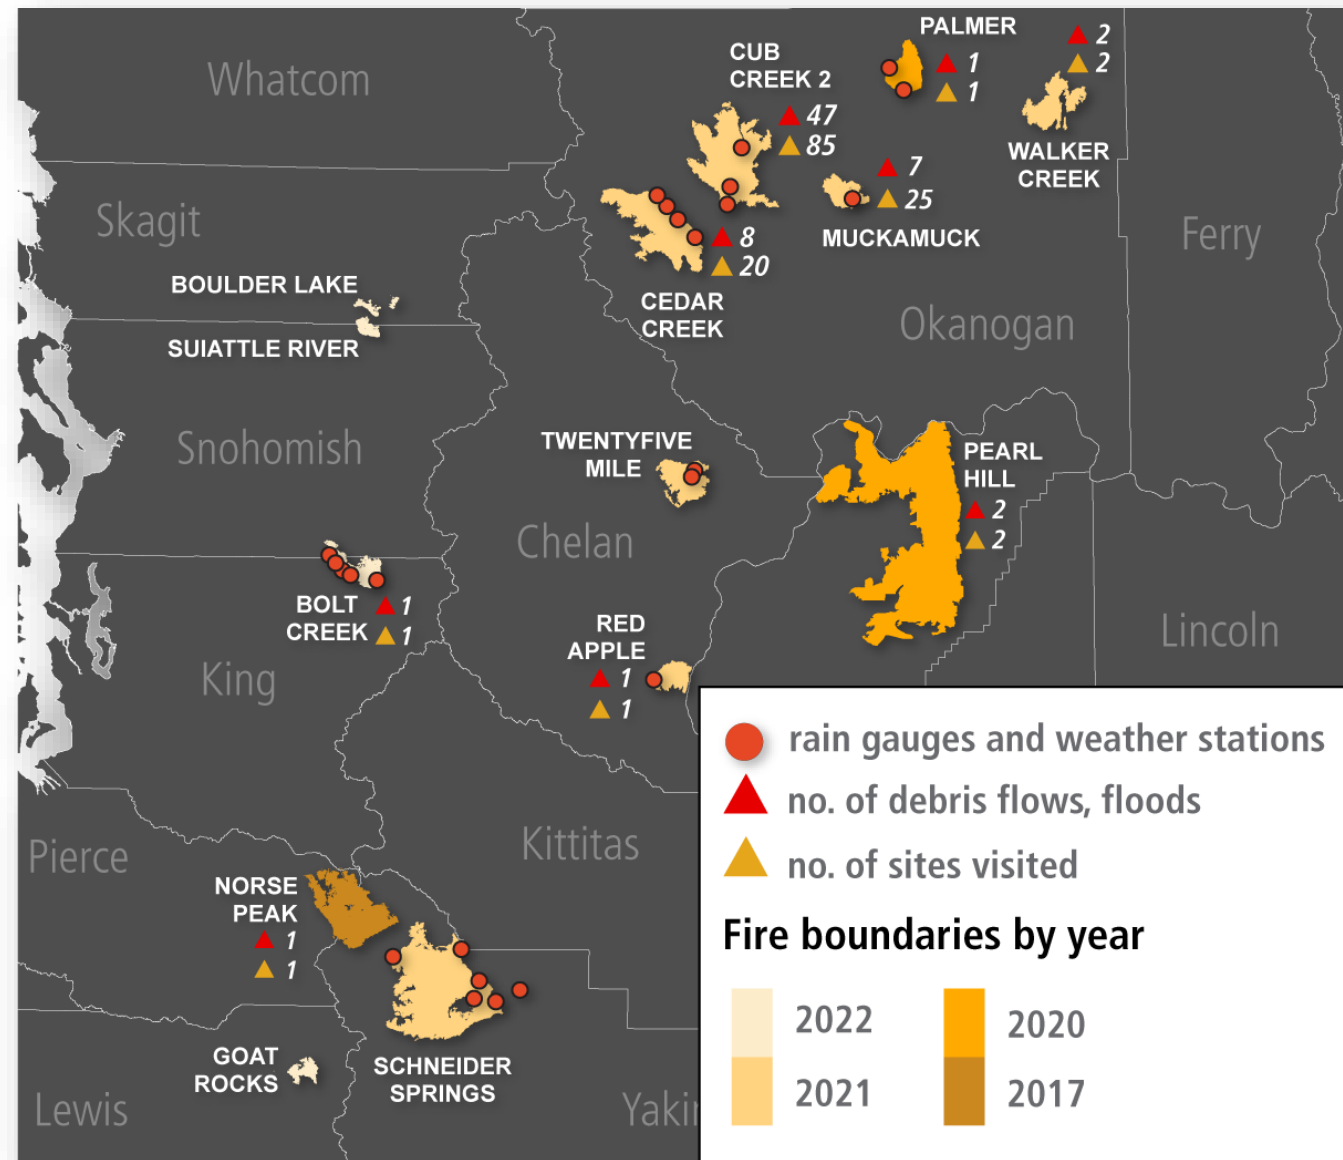 PALMER
1
1
2
2
WALKER
CREEK
CUB
CREEK 2
47
85
7
25
MUCKAMUCK
8
20
CEDAR
CREEK
Whatcom
Skagit
Ferry
Okanogan
BOULDER LAKE
SUIATTLE RIVER
Snohomish
TWENTYFIVE
MILE
PEARL
HILL
2
2
Chelan
BOLT
CREEK
1
1
RED
APPLE
1
1
King
Lincoln
Pierce
Kittitas
NORSE
PEAK
1
1
GOAT
ROCKS
SCHNEIDER
SPRINGS
Lewis
rain gauges and weather stations
no. of debris flows, floods
no. of sites visited
Fire boundaries by year
2022
2020
2021
2017